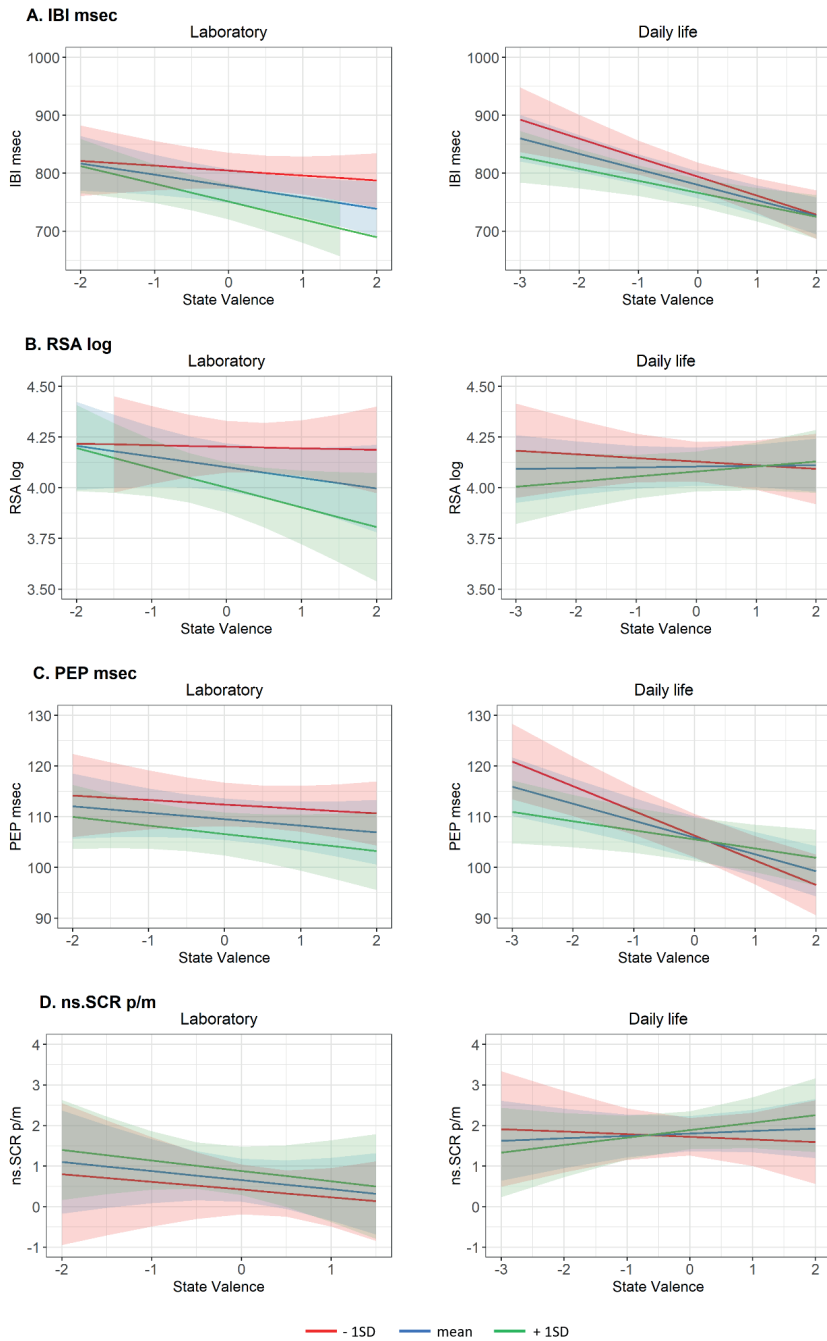 A. IBI msec
Laboratory
Daily life
1000
900
800
700
IBI msec
-2
-1
0
1
2
State Valence
1000
900
800
700
IBI msec
-3
-2
-1
0
1
2
State Valence
B. RSA log
Laboratory
Daily life
4.50
4.25
4.00
3.75
3.50
RSA log
-2
-1
0
1
2
State Valence
4.50
4.25
4.00
3.75
3.50
RSA log
-3
-2
-1
0
1
2
State Valence
C. PEP msec
Laboratory
Daily life
130
120
110
100
90
PEP msec
-2
-1
0
1
2
State Valence
130
120
110
100
90
PEP msec
-3
-2
-1
0
1
2
State Valence
D. ns.SCR p/m
Laboratory
Daily life
4
3
2
1
0
-1
ns.SCR p/m
-2
-1
0
1
State Valence
4
3
2
1
0
-1
ns.SCR p/m
-3
-2
-1
0
1
2
State Valence
- 1SD
mean
+ 1SD